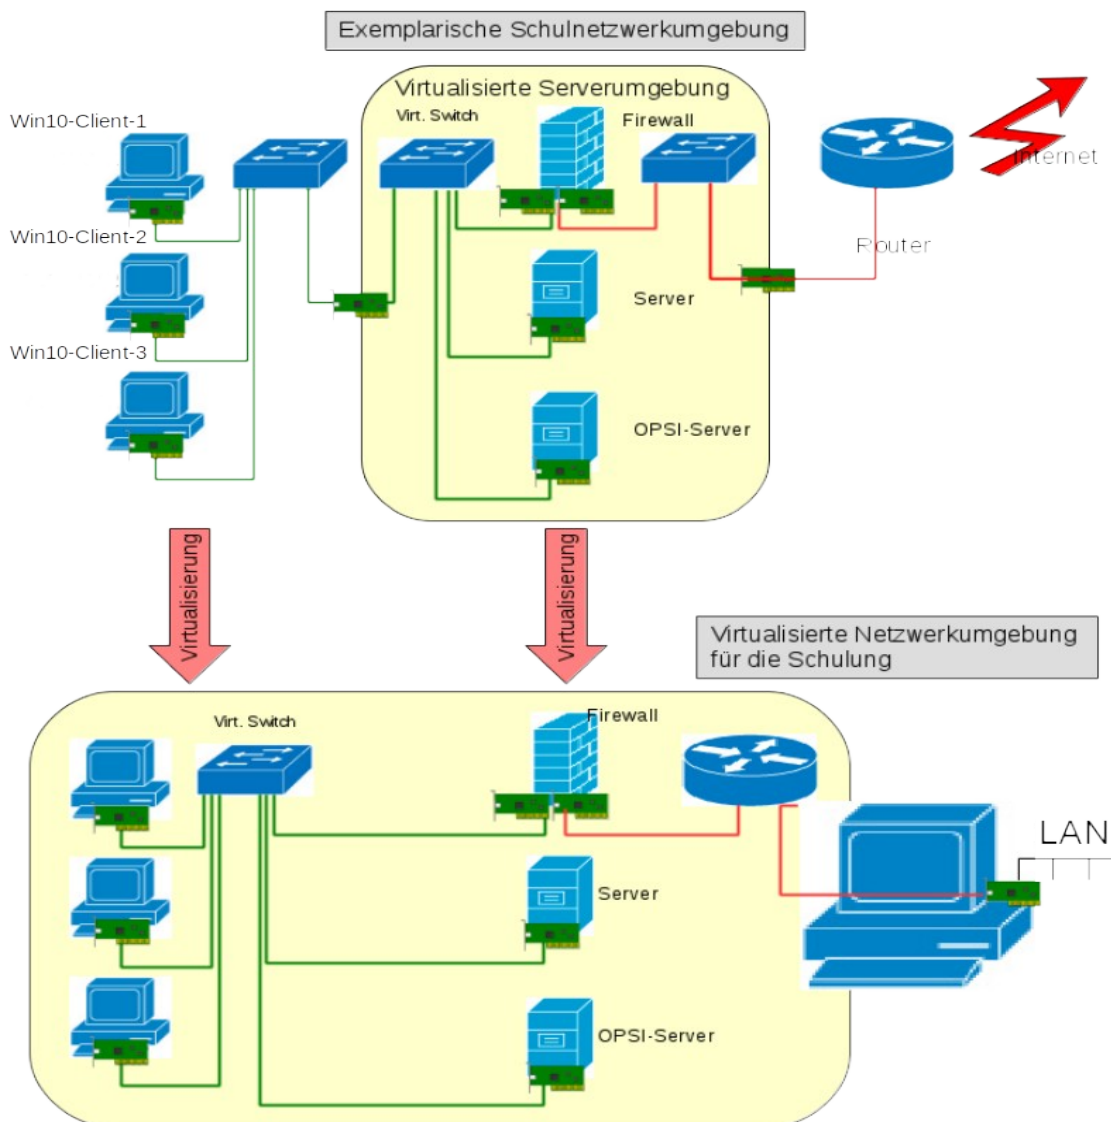 Exemplarische Schulnetzwerkumgebung
Virtualisierte Serverumgebung
Win10-Client-1
Virt. Switch
Firewall
Internet
Win10-Client-2
Router
Server
Win10-Client-3
OPSI-Server
Virtualisierung
Virtualisierung
Virtualisierte Netzwerkumgebung
für die Schulung
Virt. Switch
Firewall
LAN
Server
OPSI-Server